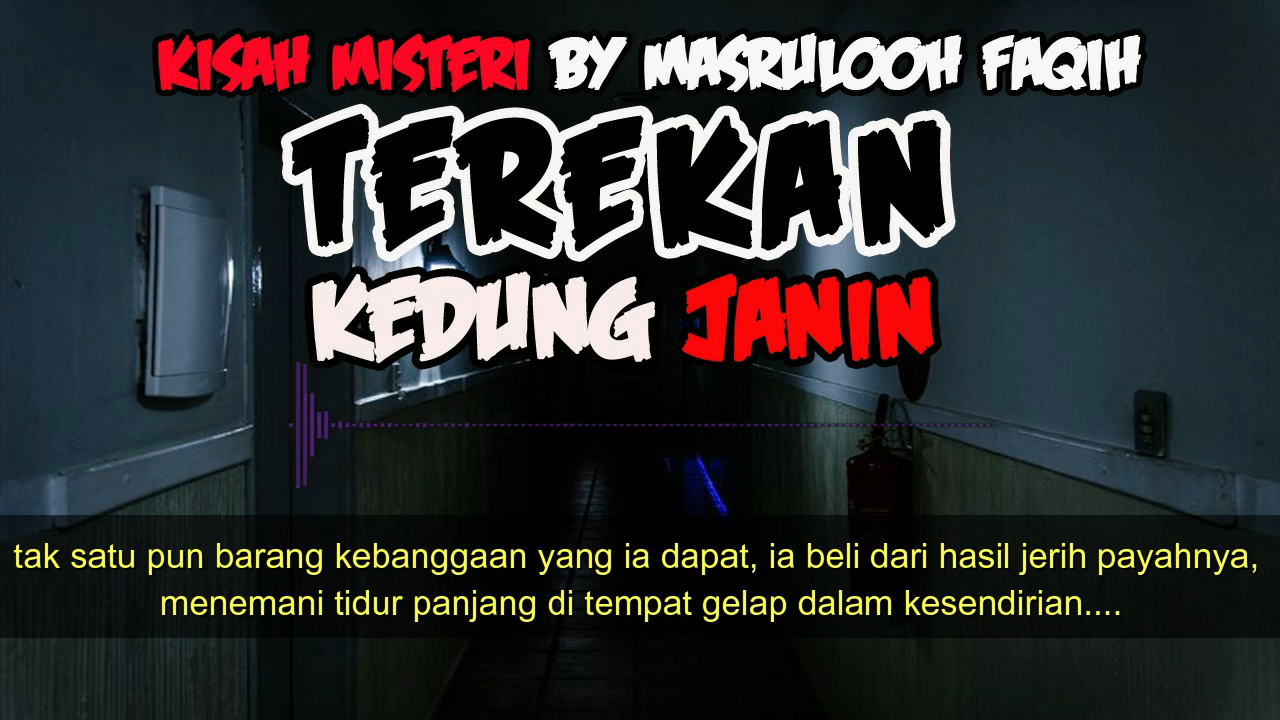 KISAH MISTERI BY MASRULOOH FAQIH
TEREKAN
KEDUNG JANIN
tak satu pun barang kebanggaan yang ia dapat, ia beli dari hasil jerih payahnya,
menemani tidur panjang di tempat gelap dalam kesendirian....